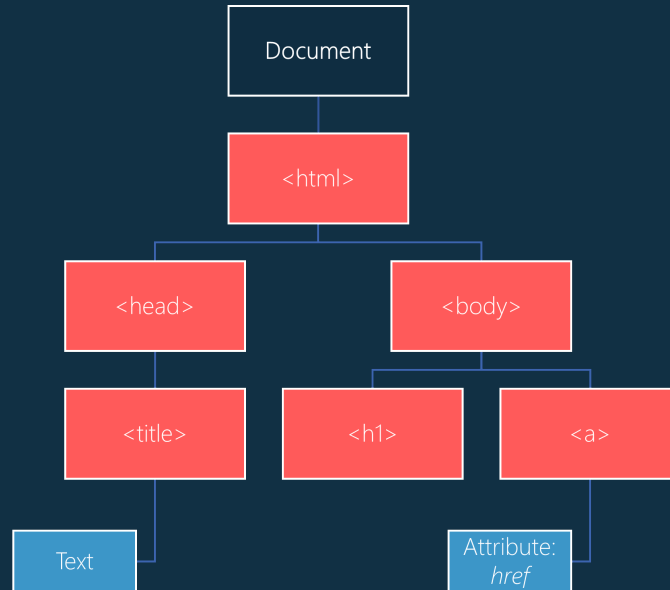 Document
<html>
<head>
<body>
<title>
<h1>
<a>
Text
Attribute:
href